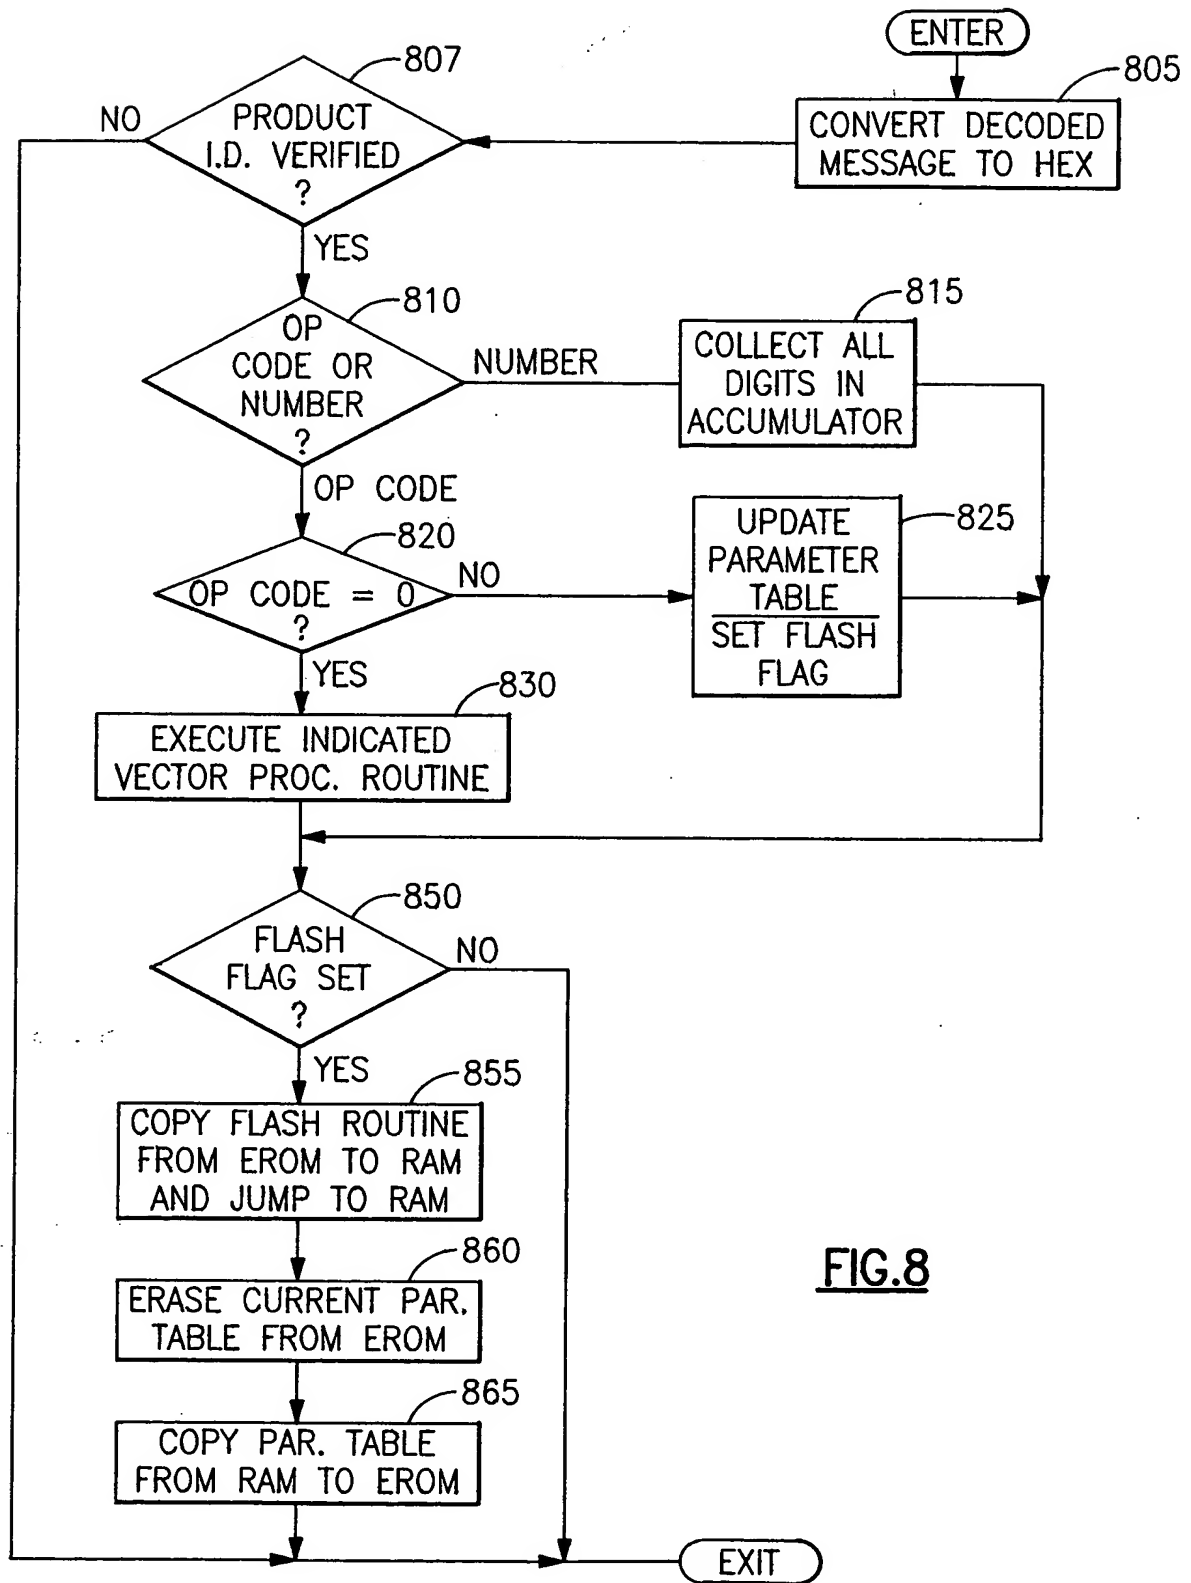 ENTER
805
CONVERT DECODED
MESSAGE TO HEX
807
PRODUCT
I.D. VERIFIED
?
NO
YES
810
OP
CODE OR
NUMBER
?
NUMBER
815
COLLECT ALL
DIGITS IN
ACCUMULATOR
OP CODE
820
OP CODE = 0
?
NO
825
UPDATE
PARAMETER
TABLE
SET FLASH
FLAG
YES
830
EXECUTE INDICATED
VECTOR PROC. ROUTINE
850
FLASH
FLAG SET
?
NO
YES
855
COPY FLASH ROUTINE
FROM EROM TO RAM
AND JUMP TO RAM
860
ERASE CURRENT PAR.
TABLE FROM EROM
865
COPY PAR. TABLE
FROM RAM TO EROM
EXIT
FIG.8